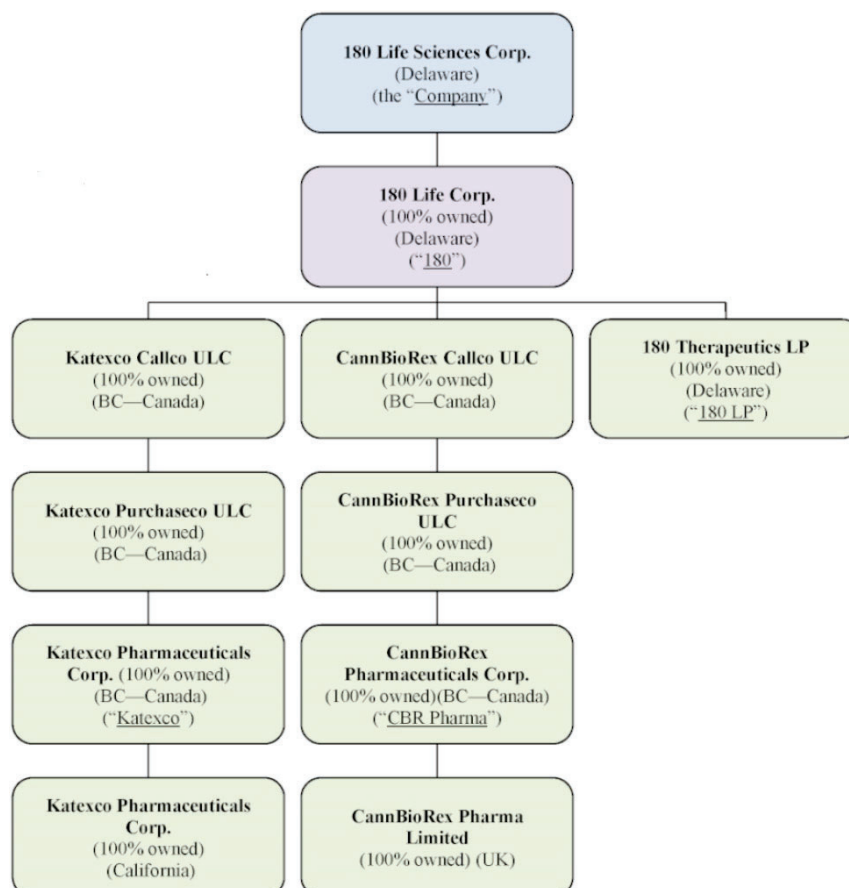 180 Life Sciences Corp.
(Delaware)
(the “Company”)
180 Life Corp.
(100% owned)
(Delaware)
(“180”)
Katexco Callco ULC
(100% owned)
(BC—Canada)
CannBioRex Callco ULC
(100% owned)
(BC—Canada)
180 Therapeutics LP
(100% owned)
(Delaware)
(“180 LP”)
Katexco Purchaseco ULC
(100% owned)
(BC—Canada)
CannBioRex Purchaseco
ULC
(100% owned)
(BC—Canada)
Katexco Pharmaceuticals
Corp. (100% owned)
(BC—Canada)
(“Katexco”)
CannBioRex
Pharmaceuticals Corp.
(100% owned)(BC—Canada)
(“CBR Pharma”)
Katexco Pharmaceuticals
Corp.
(100% owned)
(California)
CannBioRex Pharma
Limited
(100% owned) (UK)